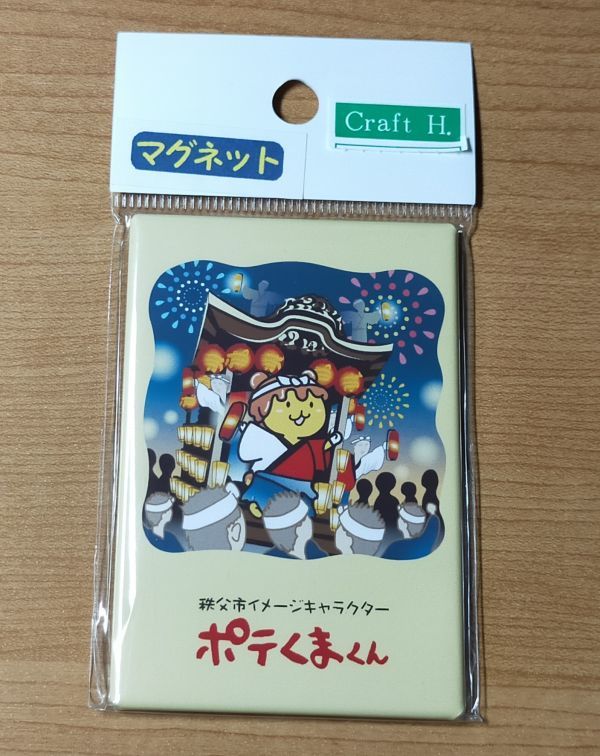 Craft H.
マグネット
秩父市イメージキャラクター
ポテくまくん